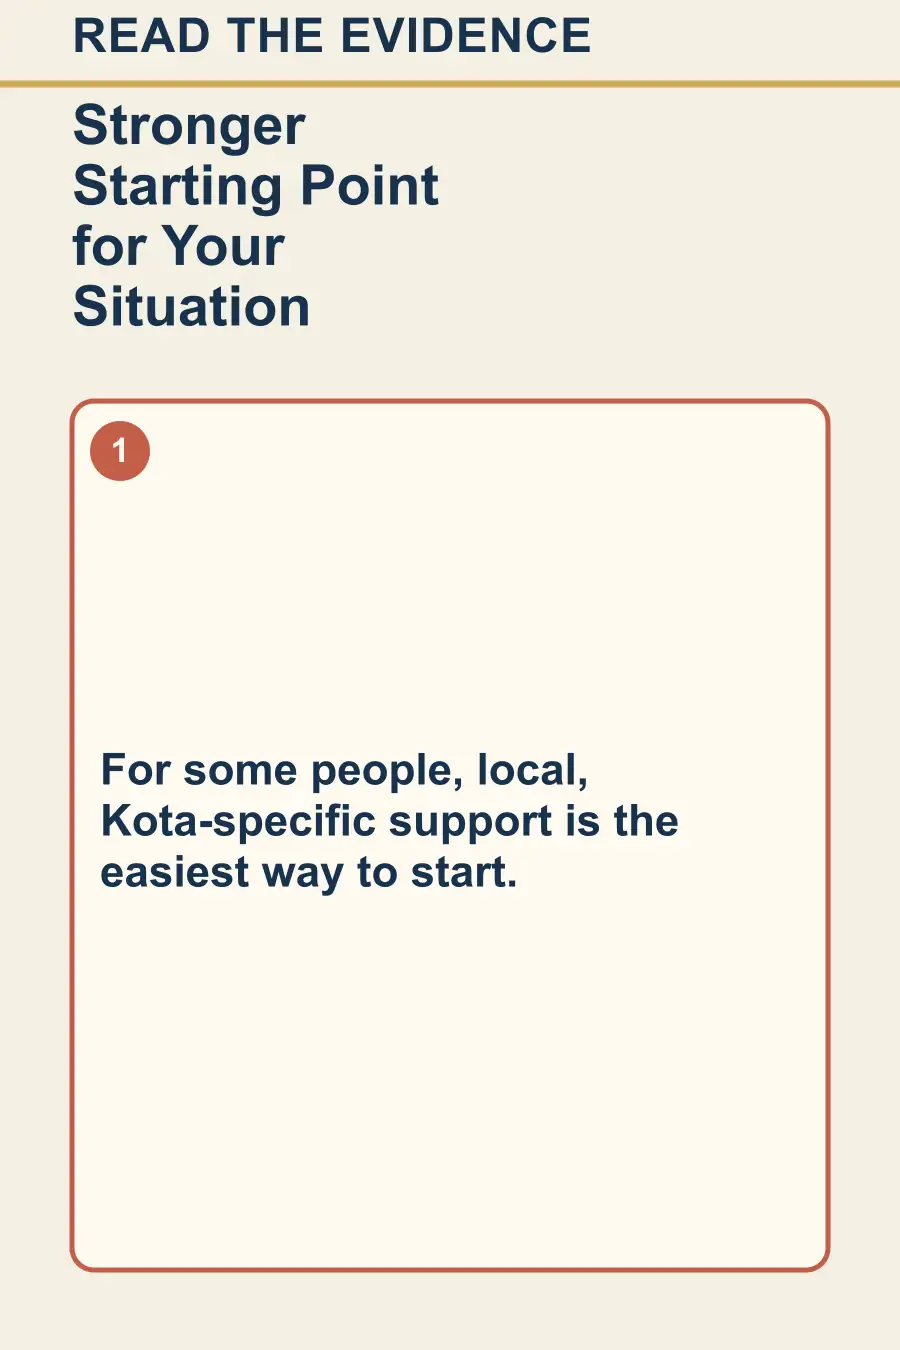 READ THE EVIDENCE
Stronger
Starting Point
for Your
Situation
1
For some people, local,
Kota-specific support is the
easiest way to start.